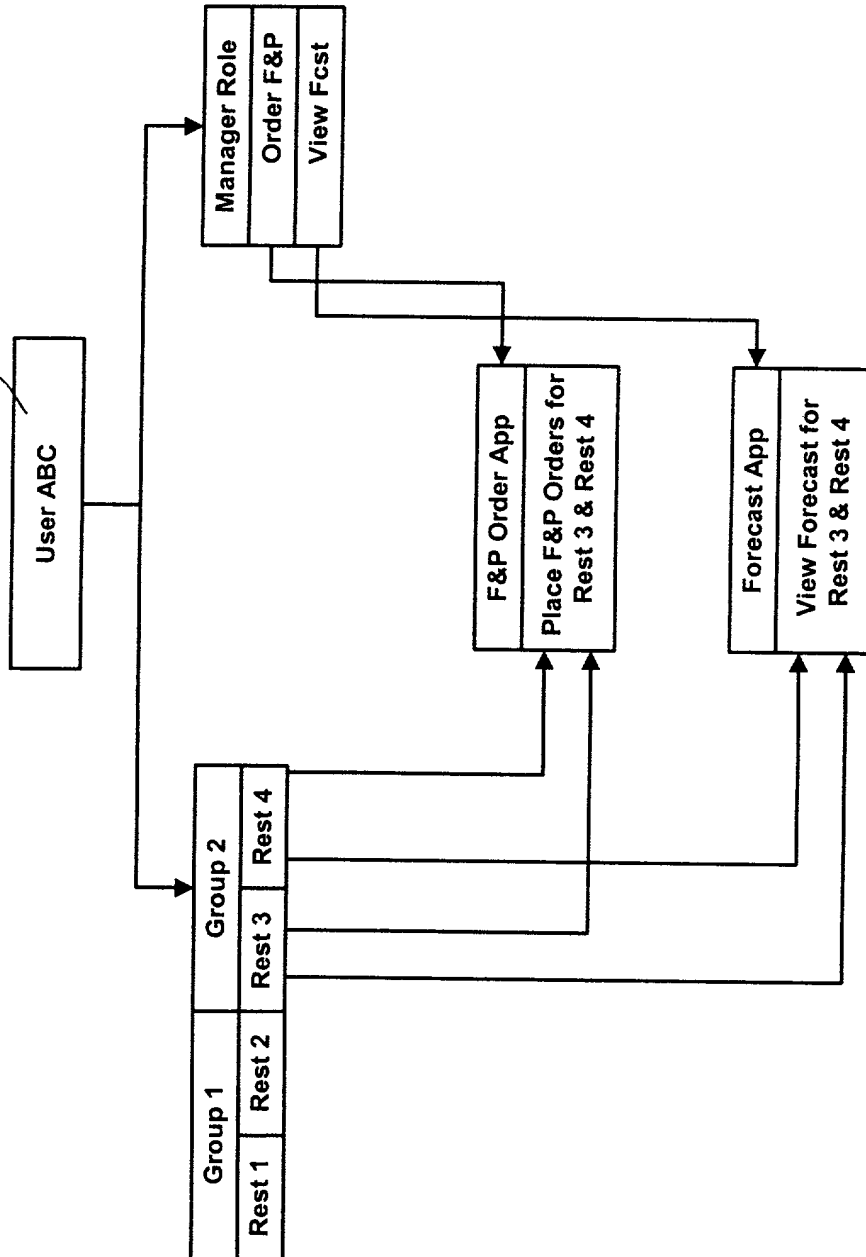 User ABC
Group 1
Group 2
Rest 1
Rest 2
Rest 3
Rest 4
Manager Role
Order F&P
View Fcst
F&P Order App
Place F&P Orders for
Rest 3 & Rest 4
Forecast App
View Forecast for
Rest 3 & Rest 4